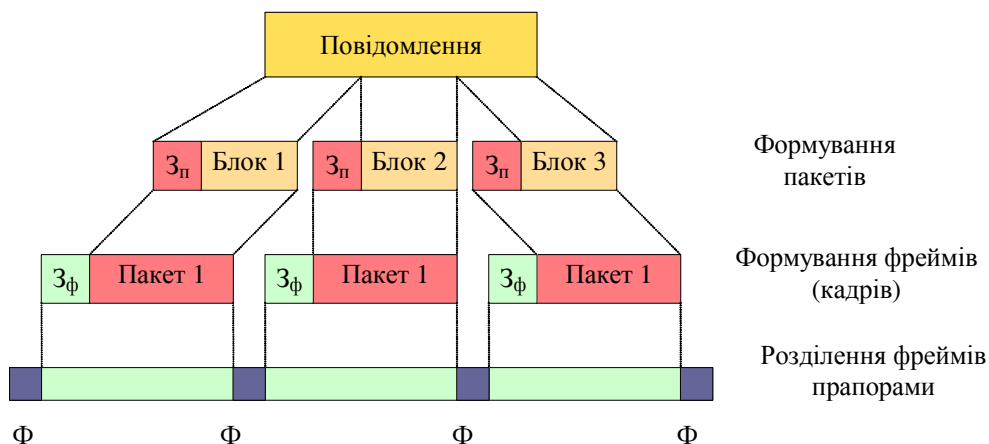 Повідомлення
Зп Блок 1 Зп Блок 2 Зп Блок 3
Формування
пакетів
Зф Пакет 1 Зф Пакет 1 Зф Пакет 1
Формування фреймів
(кадрів)
Розділення фреймів
прапорами
Ф Ф Ф Ф